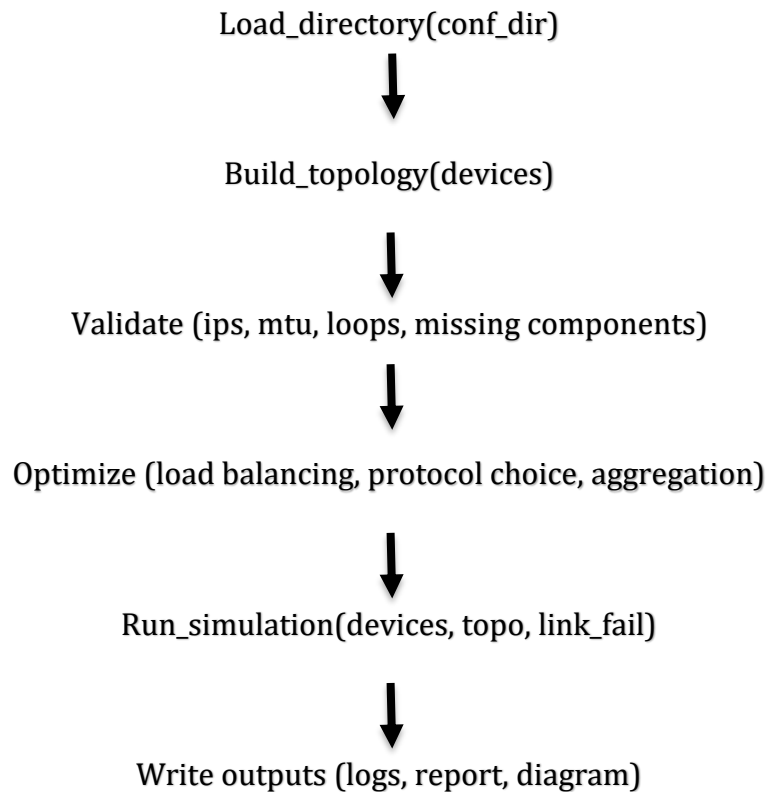 Load_directory(conf_dir)
Build_topology(devices)
Validate (ips, mtu, loops, missing components)
Optimize (load balancing, protocol choice, aggregation)
Run_simulation(devices, topo, link_fail)
Write outputs (logs, report, diagram)